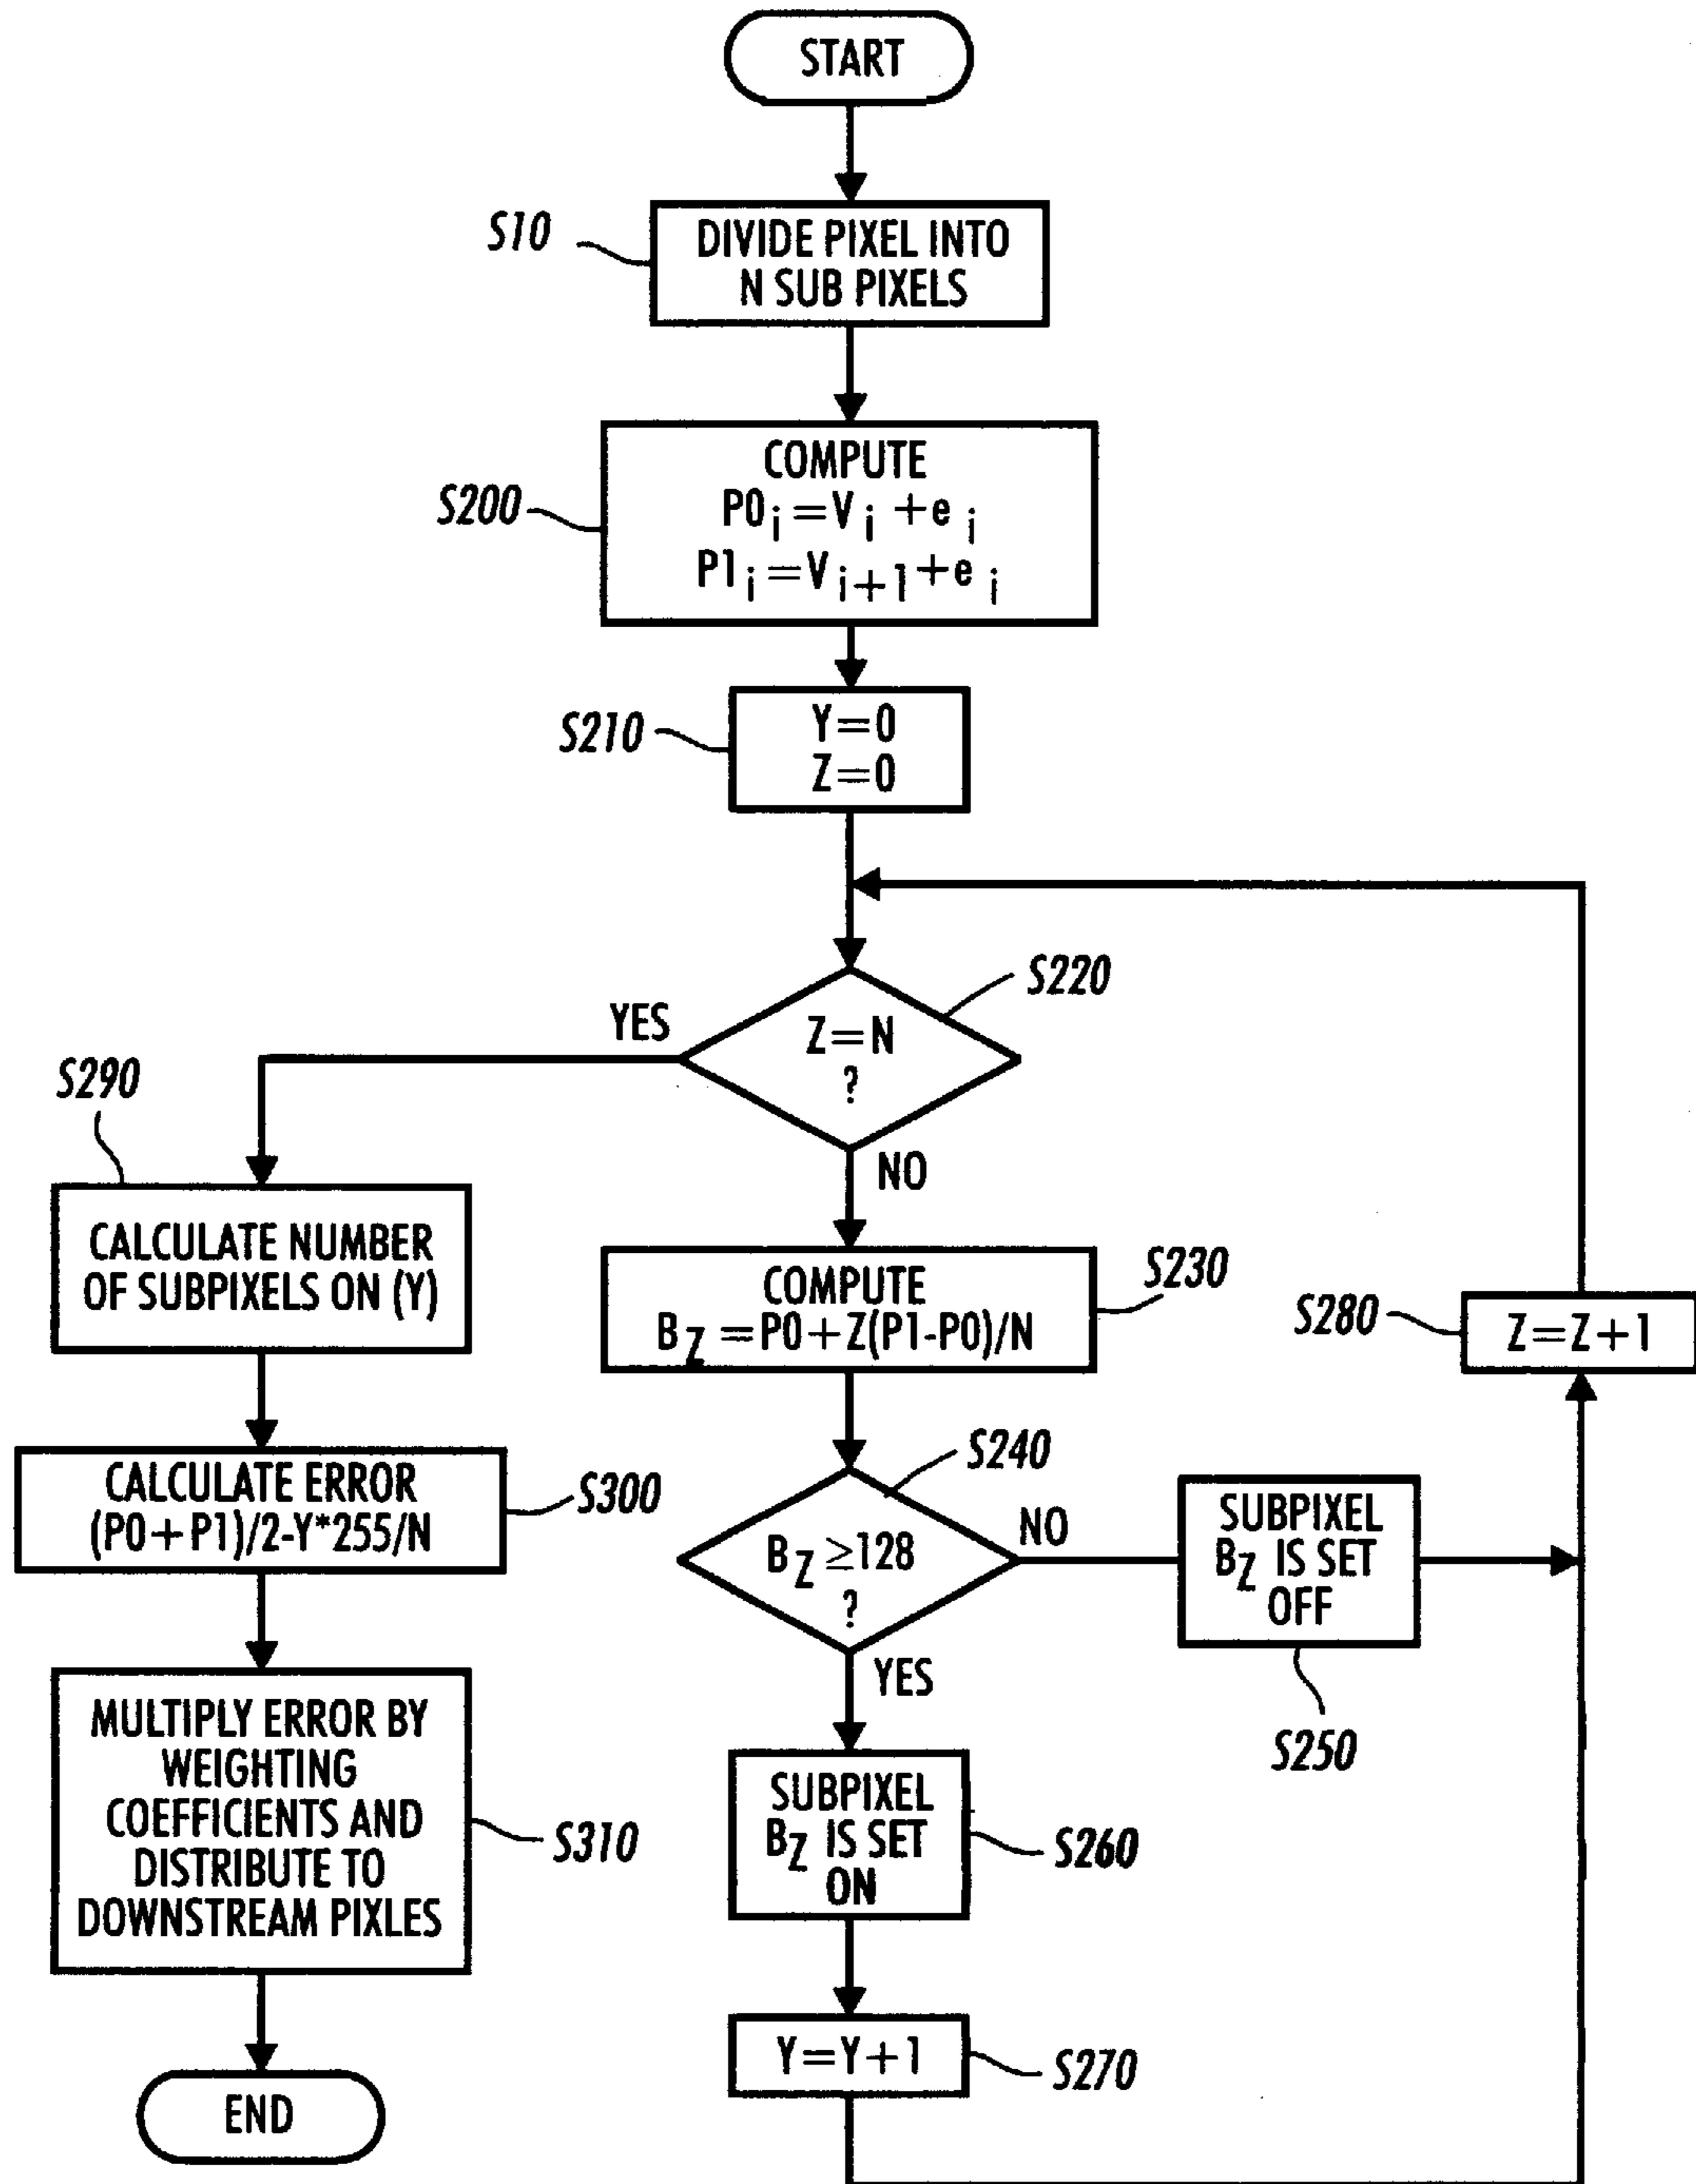 START
S10
DIVIDE PIXEL INTO
N SUB PIXELS
S200
COMPUTE
P0i=Vi+ei
P1i=Vi+1+ei
S210
Y=0
Z=0
S220
Z=N
?
YES
NO
S290
CALCULATE NUMBER
OF SUBPIXELS ON (Y)
S230
COMPUTE
BZ=P0+Z(P1-P0)/N
S280
Z=Z+1
S300
CALCULATE ERROR
(P0+P1)/2-Y*255/N
S240
BZ≥128
?
NO
YES
SUBPIXEL
BZ IS SET
OFF
S250
MULTIPLY ERROR BY
WEIGHTING
COEFFICIENTS AND
DISTRIBUTE TO
DOWNSTREAM PIXLES
S310
SUBPIXEL
BZ IS SET
ON
S260
Y=Y+1
S270
END